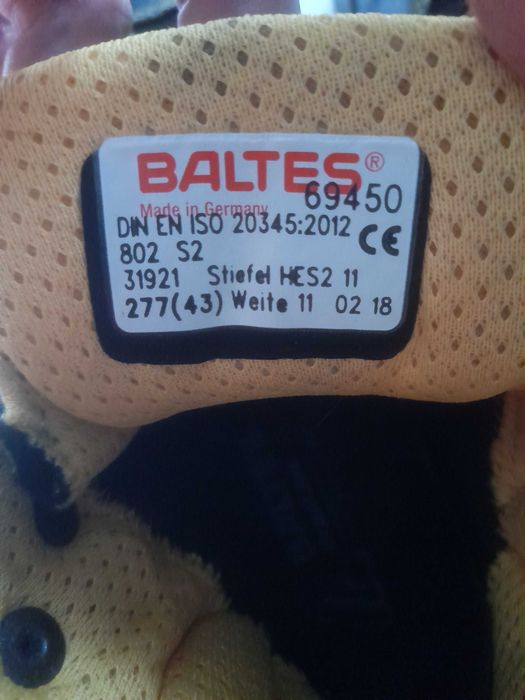 BALTES®
69450
Made in Germany
DIN EN ISO 20345:2012 CE
802 S2
31921 Stiefel HES2 11
277(43) Weite 11 02 18